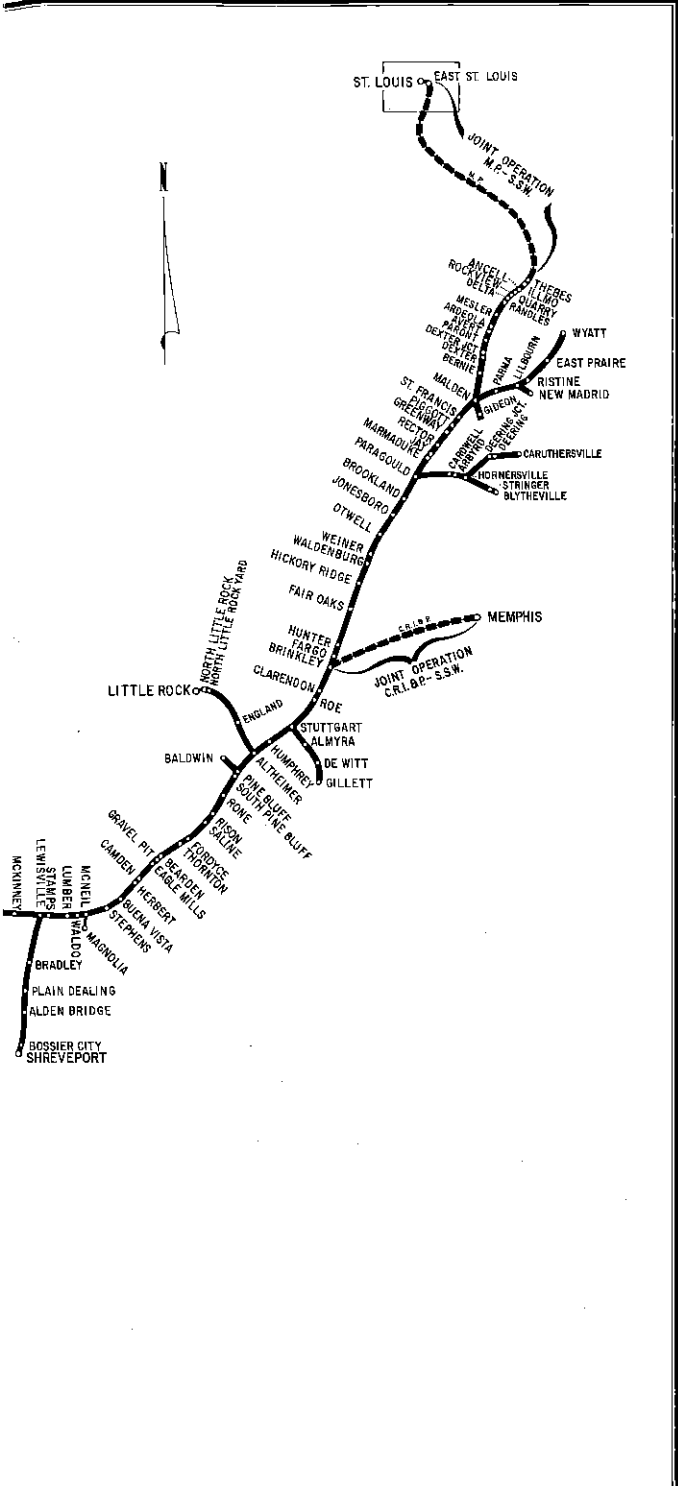 ST. LOUIS
EAST ST. LOUIS
JOINT OPERATION
M.P.- S.S.W.
M.P.
N
ANCELL
ROCKVIEW
DELTA
THEBES
ILLMO
QUARRY
RANDLES
MESLER
ARDEOLA
AVERT
PARONT
DEXTER JCT.
DEXTER
BERNIE
WYATT
EAST PRAIRE
LILBOURN
PARNA
RISTINE
NEW MADRID
MALDEN
GIDEON
ST. FRANCIS
PIGGOTT
GREENWAY
RECTOR
JAY
MARMADUKE
PARAGOULD
CARDWELL
ARBYRD
DEERING JCT.
DEERING
CARUTHERSVILLE
HORNERSVILLE
STRINGER
BLYTHEVILLE
BROOKLAND
JONESBORO
OTWELL
WEINER
WALDENBURG
HICKORY RIDGE
FAIR OAKS
HUNTER
FARGO
BRINKLEY
C.R.I.& P.
MEMPHIS
JOINT OPERATION
C.R.I.&P.- S.S.W.
NORTH LITTLE ROCK
NORTH LITTLE ROCK YARD
LITTLE ROCK
CLARENDON
ROE
ENGLAND
STUTTGART
ALMYRA
DE WITT
GILLETT
BALDWIN
HUMPHREY
ALTHEIMER
PINE BLUFF
SOUTH PINE BLUFF
RONE
RISON
SALINE
FORDYCE
THORNTON
GRAVEL PIT
BEARDEN
EAGLE MILLS
CAMDEN
HERBERT
BUENA VISTA
STEPHENS
MCNEIL
MAGNOLIA
WALDO
LUMBER
STAMPS
LEWISVILLE
MCKINNEY
BRADLEY
PLAIN DEALING
ALDEN BRIDGE
BOSSIER CITY
SHREVEPORT